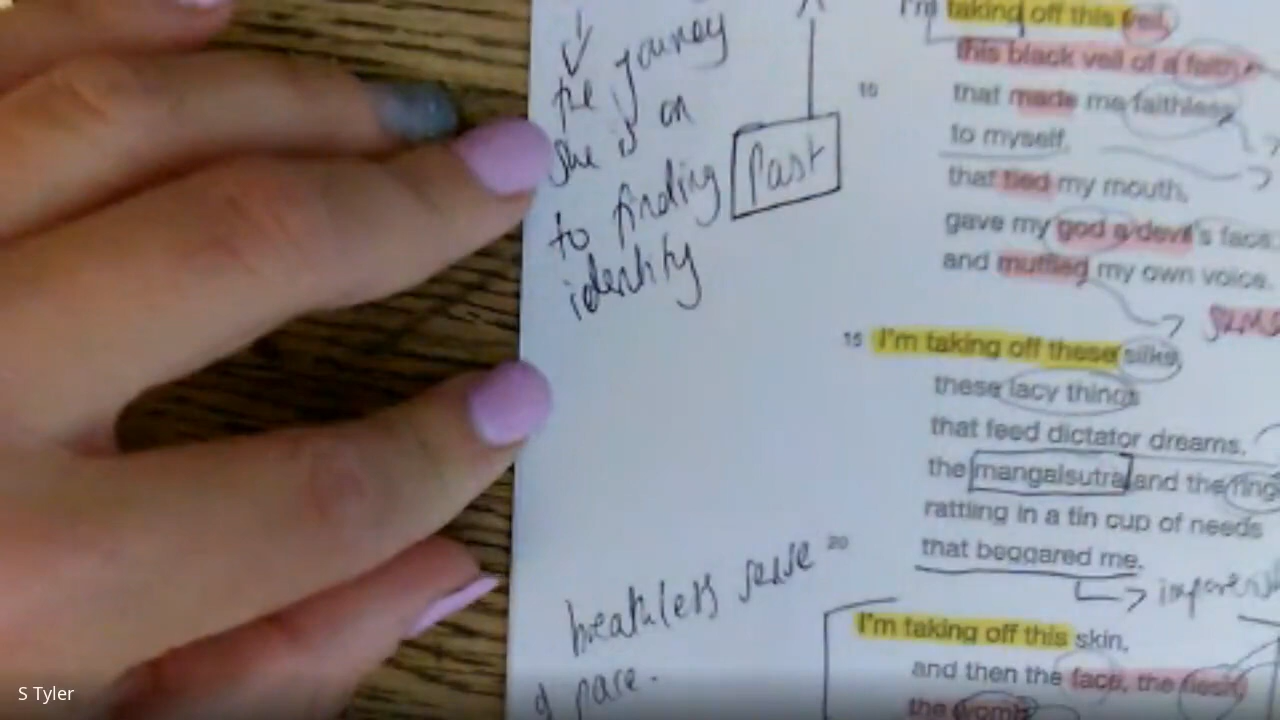 the journey
she is on
to finding
identity
Past
I'm taking off this veil,
this black veil of a faith
10 that made me faithless
to myself,
that tied my mouth,
gave my god a devil's face,
and muffled my own voice.
15 I'm taking off these silks,
these lacy things
that feed dictator dreams,
the mangalsutra and the rings
rattling in a tin cup of needs
20 that beggared me.
breathless sense
of pace.
I'm taking off this skin,
and then the face, the flesh,
the womb
S Tyler